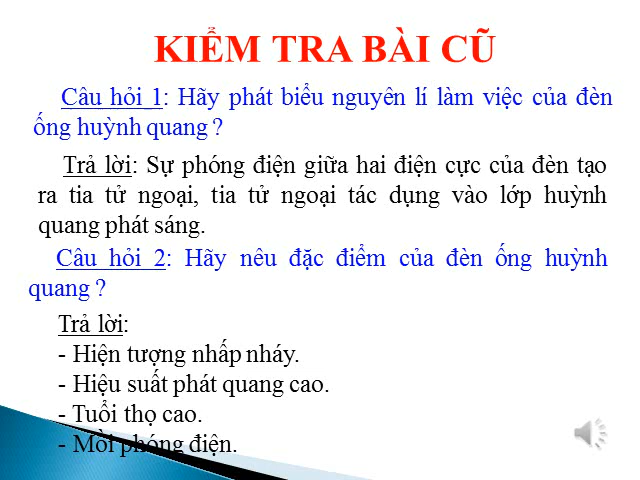 KIỂM TRA BÀI CŨ
Câu hỏi 1: Hãy phát biểu nguyên lí làm việc của đèn
ống huỳnh quang ?
Trả lời: Sự phóng điện giữa hai điện cực của đèn tạo
ra tia tử ngoại, tia tử ngoại tác dụng vào lớp huỳnh
quang phát sáng.
Câu hỏi 2: Hãy nêu đặc điểm của đèn ống huỳnh
quang ?
Trả lời:
- Hiện tượng nhấp nháy.
- Hiệu suất phát quang cao.
- Tuổi thọ cao.
- Mồi phóng điện.